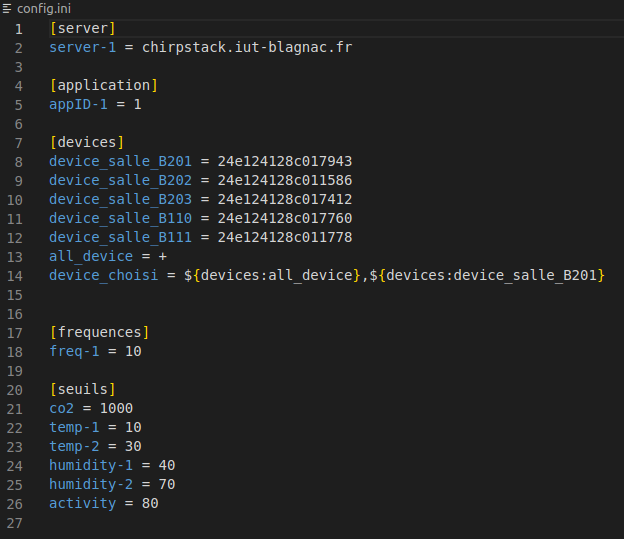 config.ini
1 [server]
2 server-1 = chirpstack.iut-blagnac.fr
3
4 [application]
5 appID-1 = 1
6
7 [devices]
8 device_salle_B201 = 24e124128c017943
9 device_salle_B202 = 24e124128c011586
10 device_salle_B203 = 24e124128c017412
11 device_salle_B110 = 24e124128c017760
12 device_salle_B111 = 24e124128c011778
13 all_device = +
14 device_choisi = ${devices:all_device},${devices:device_salle_B201}
15
16
17 [frequences]
18 freq-1 = 10
19
20 [seuils]
21 co2 = 1000
22 temp-1 = 10
23 temp-2 = 30
24 humidity-1 = 40
25 humidity-2 = 70
26 activity = 80
27